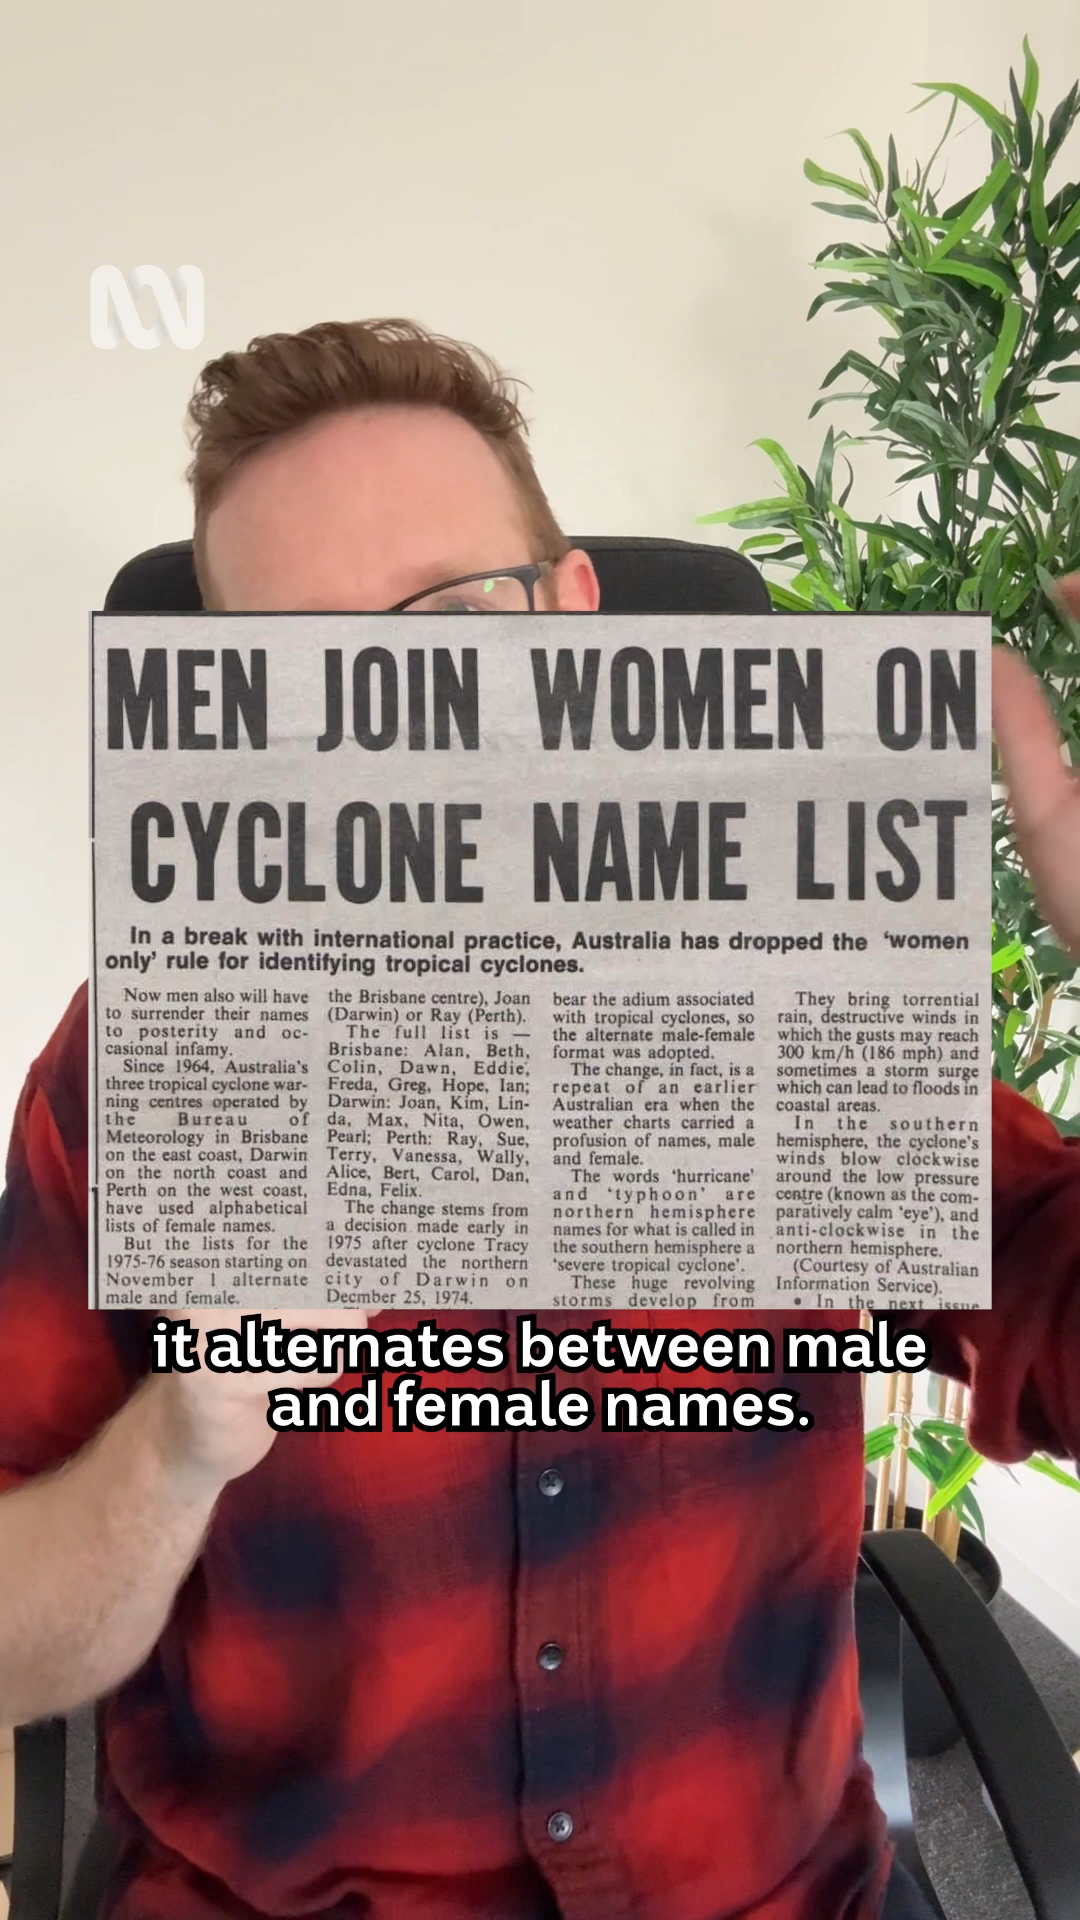 MEN JOIN WOMEN ON
CYCLONE NAME LIST
In a break with international practice, Australia has dropped the ‘women
only’ rule for identifying tropical cyclones.
Now men also will have
to surrender their names
to posterity and oc-
casional infamy.
Since 1964, Australia’s
three tropical cyclone war-
ning centres operated by
the Bureau of
Meteorology in Brisbane
on the east coast, Darwin
on the north coast and
Perth on the west coast,
have used alphabetical
lists of female names.
But the lists for the
1975-76 season starting on
November 1 alternate
male and female.
the Brisbane centre), Joan
(Darwin) or Ray (Perth).
The full list is —
Brisbane: Alan, Beth,
Colin, Dawn, Eddie,
Freda, Greg, Hope, Ian;
Darwin: Joan, Kim, Lin-
da, Max, Nita, Owen,
Pearl; Perth: Ray, Sue,
Terry, Vanessa, Wally,
Alice, Bert, Carol, Dan,
Edna, Felix.
The change stems from
a decision made early in
1975 after cyclone Tracy
devastated the northern
city of Darwin on
Decmber 25, 1974.
bear the adium associated
with tropical cyclones, so
the alternate male-female
format was adopted.
The change, in fact, is a
repeat of an earlier
Australian era when the
weather charts carried a
profusion of names, male
and female.
The words ‘hurricane’
and ‘typhoon’ are
northern hemisphere
names for what is called in
the southern hemisphere a
‘severe tropical cyclone’.
These huge revolving
storms develop from
They bring torrential
rain, destructive winds in
which the gusts may reach
300 km/h (186 mph) and
sometimes a storm surge
which can lead to floods in
coastal areas.
In the southern
hemisphere, the cyclone’s
winds blow clockwise
around the low pressure
centre (known as the com-
paratively calm ‘eye’), and
anti-clockwise in the
northern hemisphere.
(Courtesy of Australian
Information Service).
• In the next issue
it alternates between male
and female names.